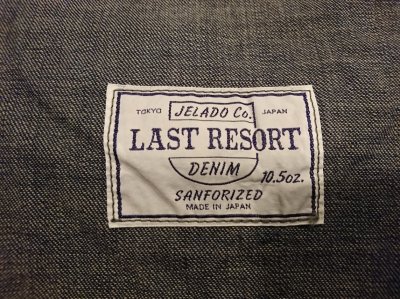 TOKYO JELADO Co. JAPAN
LAST RESORT
DENIM 10.5oz.
SANFORIZED
MADE IN JAPAN